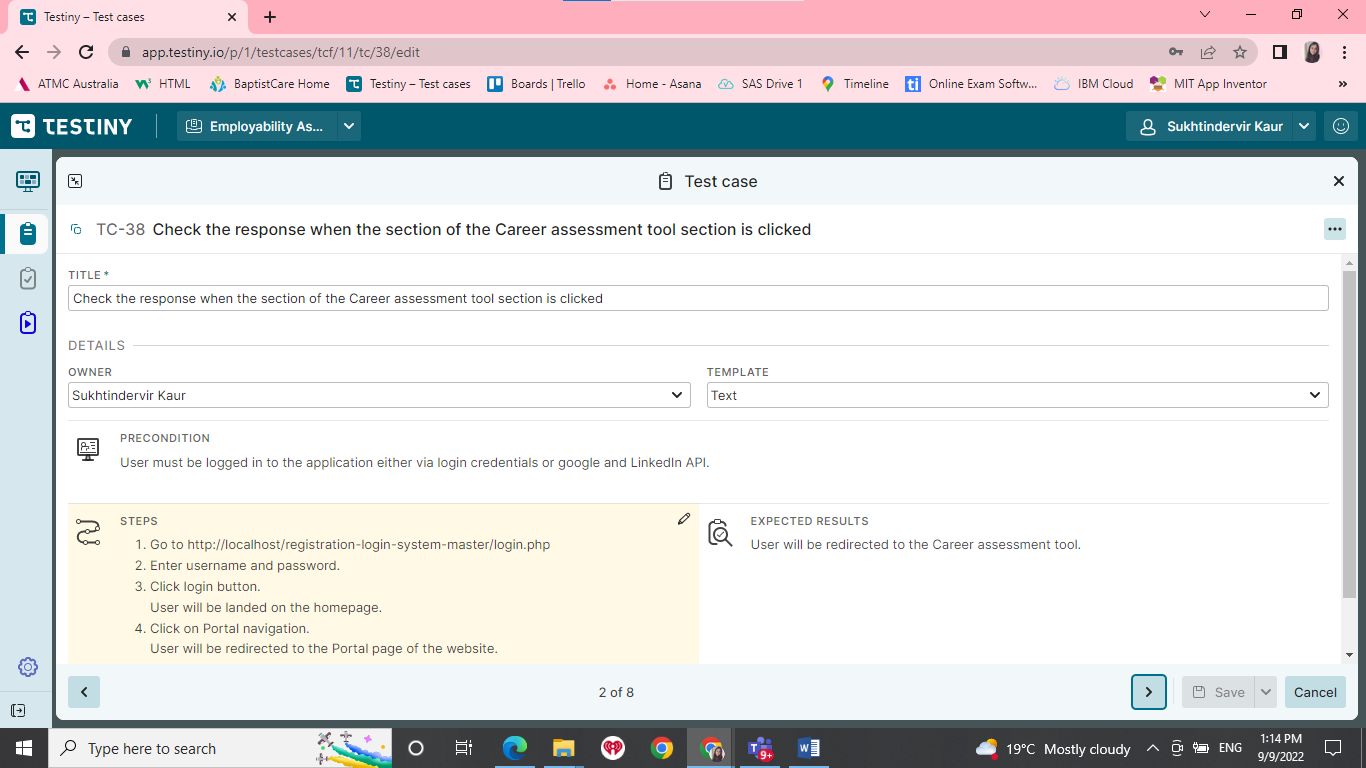 Testiny – Test cases
app.testiny.io/p/1/testcases/tcf/11/tc/38/edit
ATMC Australia HTML BaptistCare Home Testiny – Test cases Boards | Trello Home - Asana SAS Drive 1 Timeline Online Exam Softw... IBM Cloud MIT App Inventor »
TESTINY Employability As... Sukhtindervir Kaur
Test case
TC-38 Check the response when the section of the Career assessment tool section is clicked
TITLE *
Check the response when the section of the Career assessment tool section is clicked
DETAILS
OWNER TEMPLATE
Sukhtindervir Kaur Text
PRECONDITION
User must be logged in to the application either via login credentials or google and LinkedIn API.
STEPS
1. Go to http://localhost/registration-login-system-master/login.php
2. Enter username and password.
3. Click login button.
User will be landed on the homepage.
4. Click on Portal navigation.
User will be redirected to the Portal page of the website.
EXPECTED RESULTS
User will be redirected to the Career assessment tool.
2 of 8 Save Cancel
Type here to search 9+ 19°C Mostly cloudy ENG 1:14 PM
9/9/2022